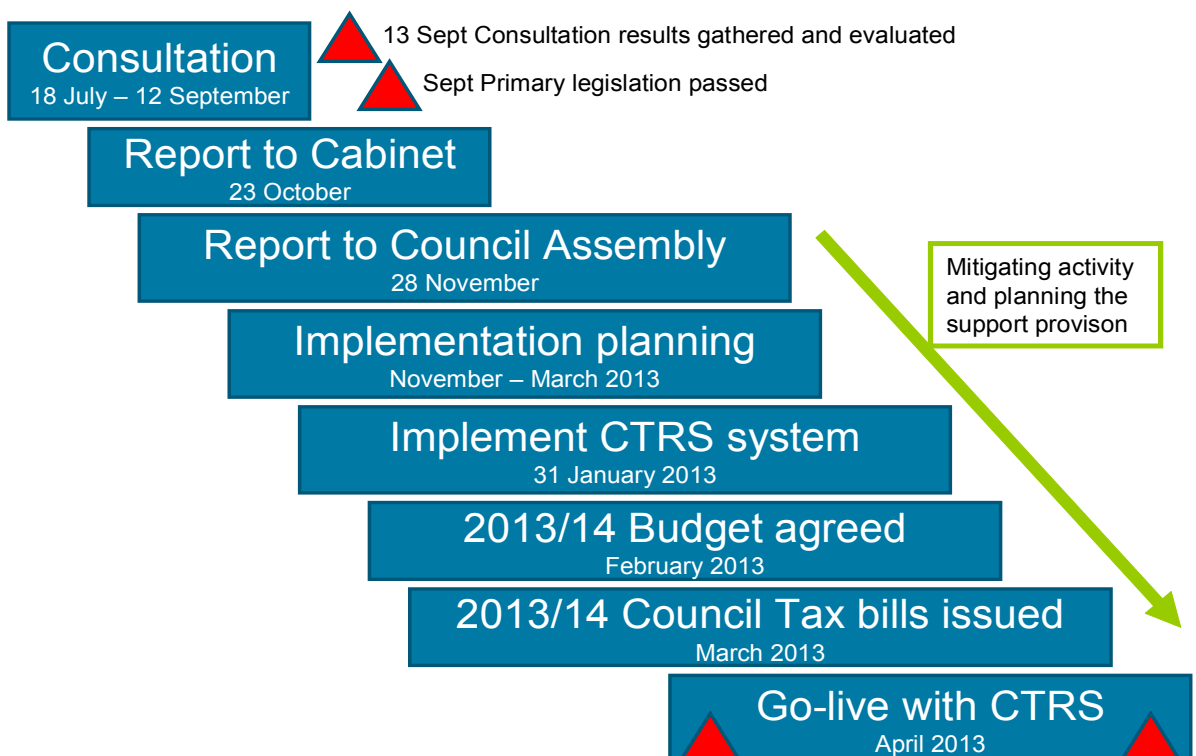 Consultation
18 July – 12 September
13 Sept Consultation results gathered and evaluated
Sept Primary legislation passed
Report to Cabinet
23 October
Report to Council Assembly
28 November
Mitigating activity
and planning the
support provison
Implementation planning
November – March 2013
Implement CTRS system
31 January 2013
2013/14 Budget agreed
February 2013
2013/14 Council Tax bills issued
March 2013
Go-live with CTRS
April 2013